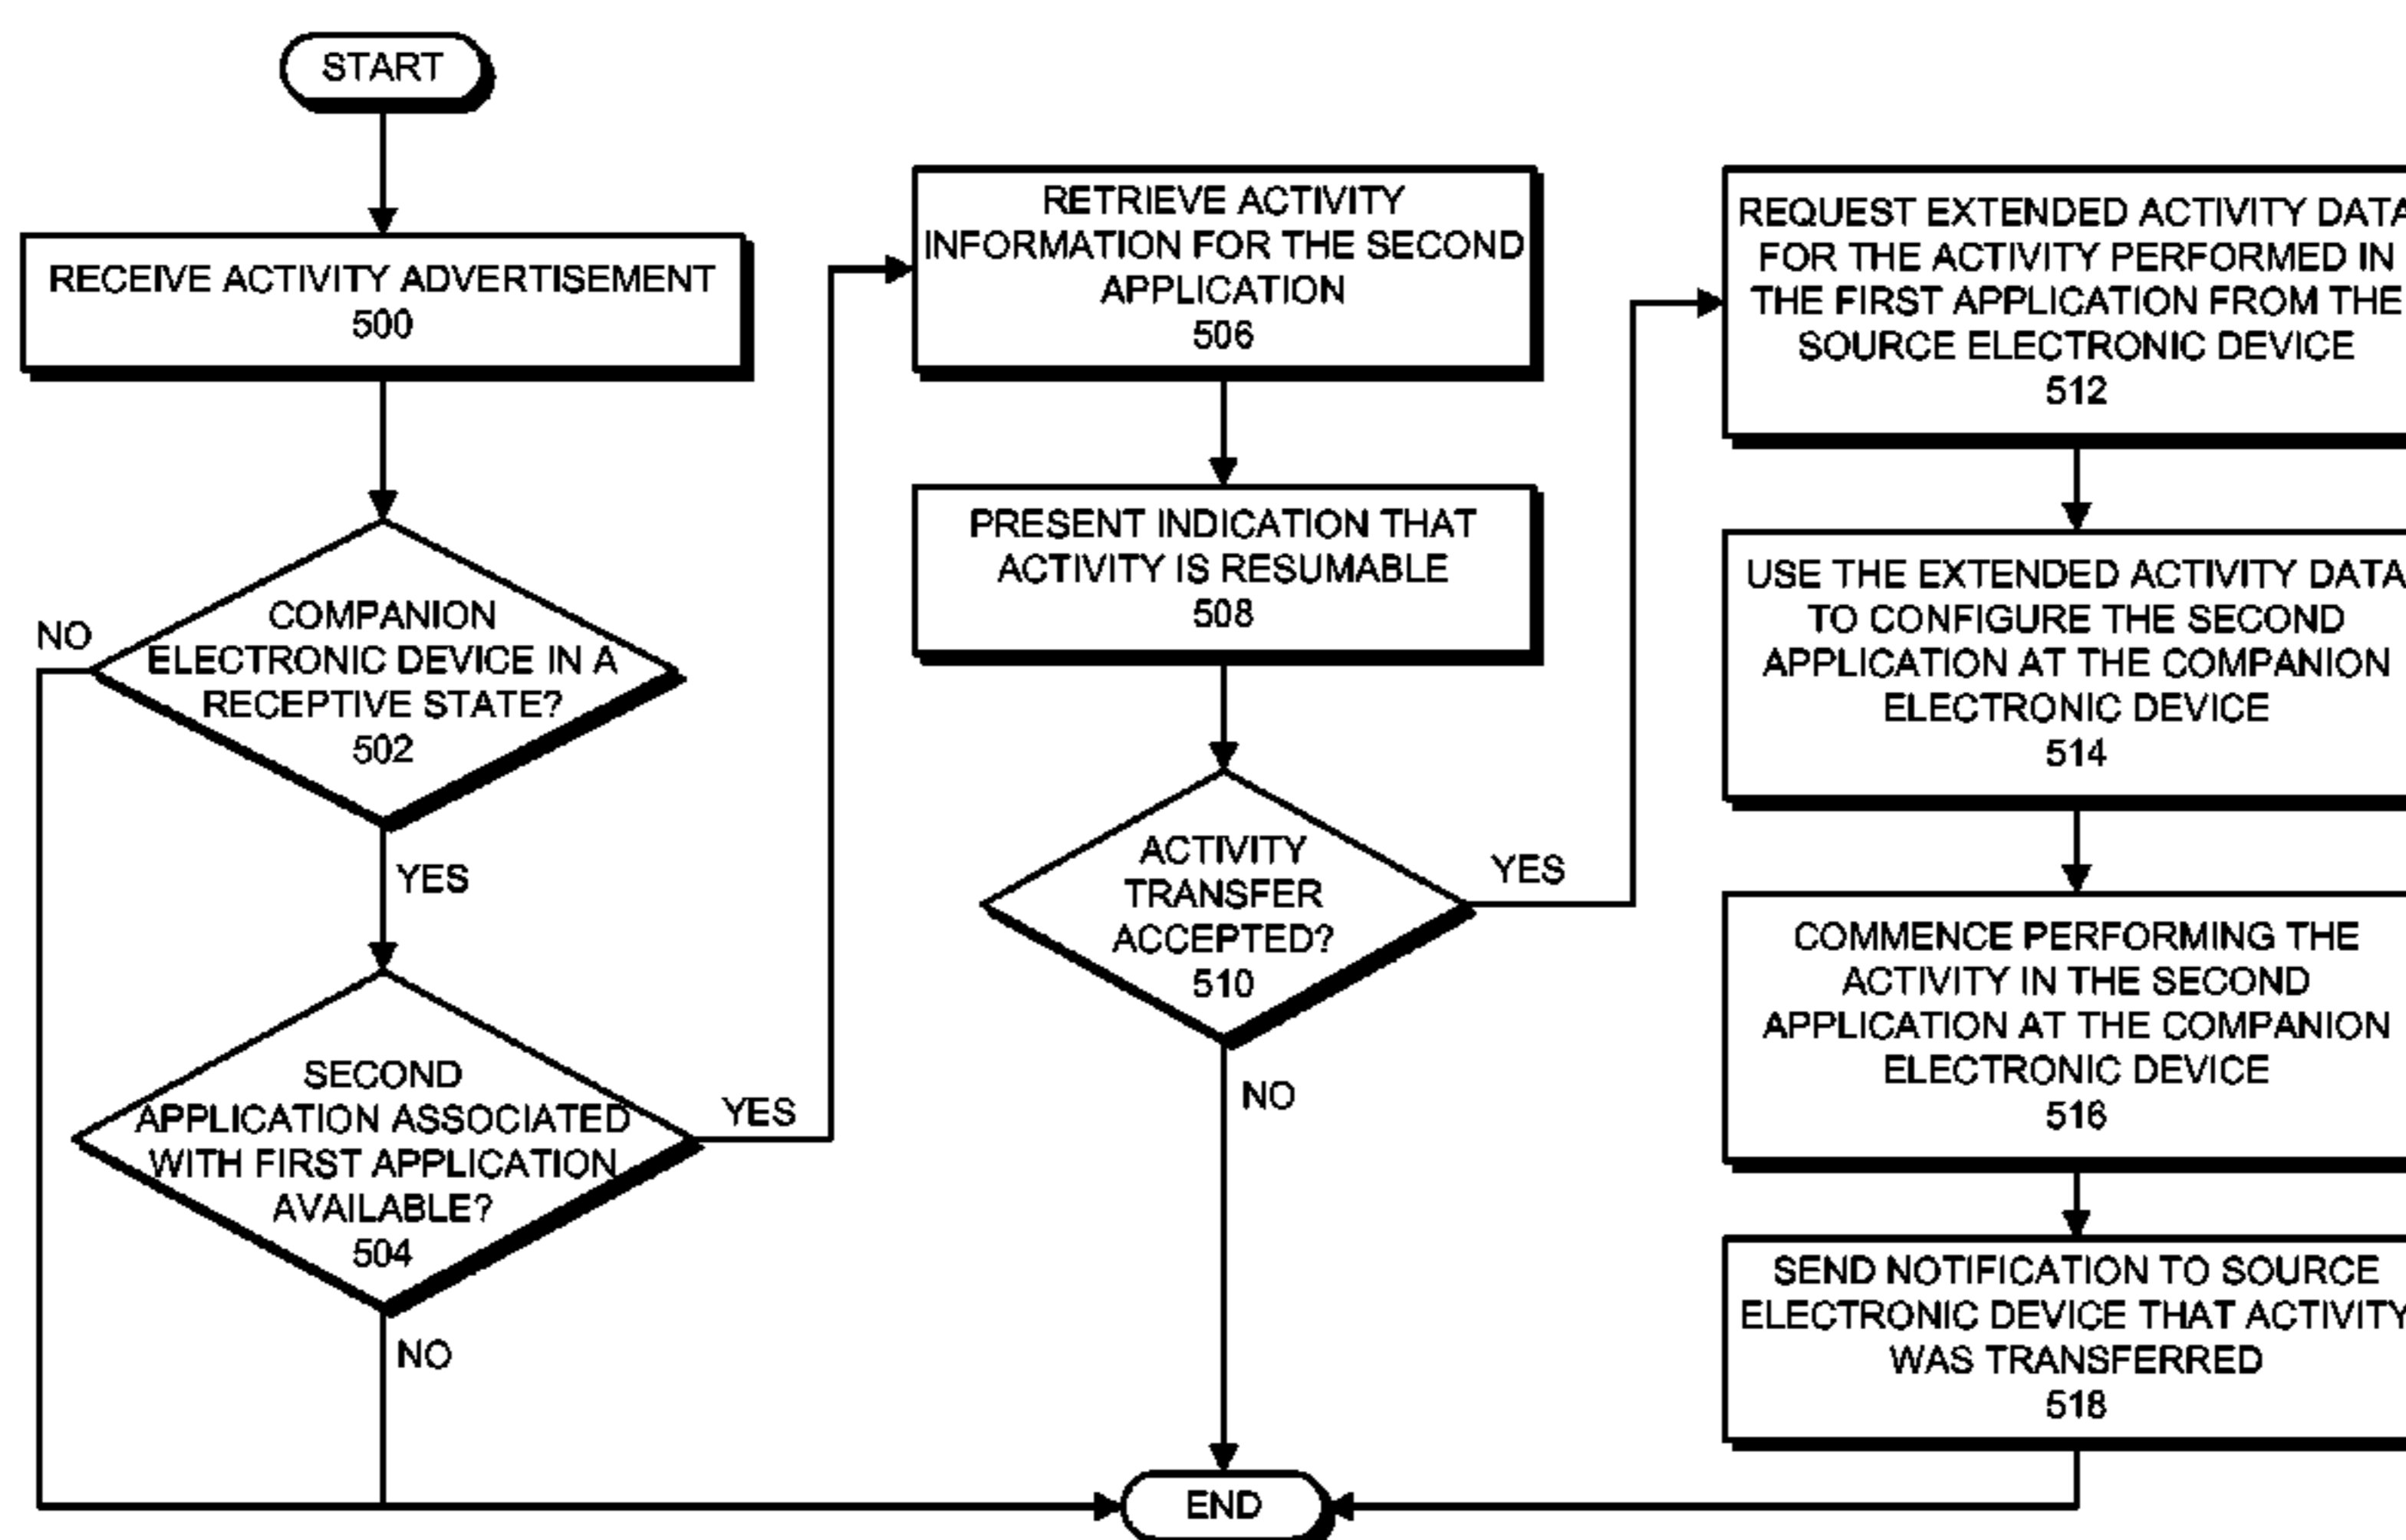 START
RECEIVE ACTIVITY ADVERTISEMENT
500
COMPANION
ELECTRONIC DEVICE IN A
RECEPTIVE STATE?
502
NO
YES
SECOND
APPLICATION ASSOCIATED
WITH FIRST APPLICATION
AVAILABLE?
504
YES
NO
RETRIEVE ACTIVITY
INFORMATION FOR THE SECOND
APPLICATION
506
PRESENT INDICATION THAT
ACTIVITY IS RESUMABLE
508
ACTIVITY
TRANSFER
ACCEPTED?
510
YES
NO
REQUEST EXTENDED ACTIVITY DATA
FOR THE ACTIVITY PERFORMED IN
THE FIRST APPLICATION FROM THE
SOURCE ELECTRONIC DEVICE
512
USE THE EXTENDED ACTIVITY DATA
TO CONFIGURE THE SECOND
APPLICATION AT THE COMPANION
ELECTRONIC DEVICE
514
COMMENCE PERFORMING THE
ACTIVITY IN THE SECOND
APPLICATION AT THE COMPANION
ELECTRONIC DEVICE
516
SEND NOTIFICATION TO SOURCE
ELECTRONIC DEVICE THAT ACTIVITY
WAS TRANSFERRED
518
END